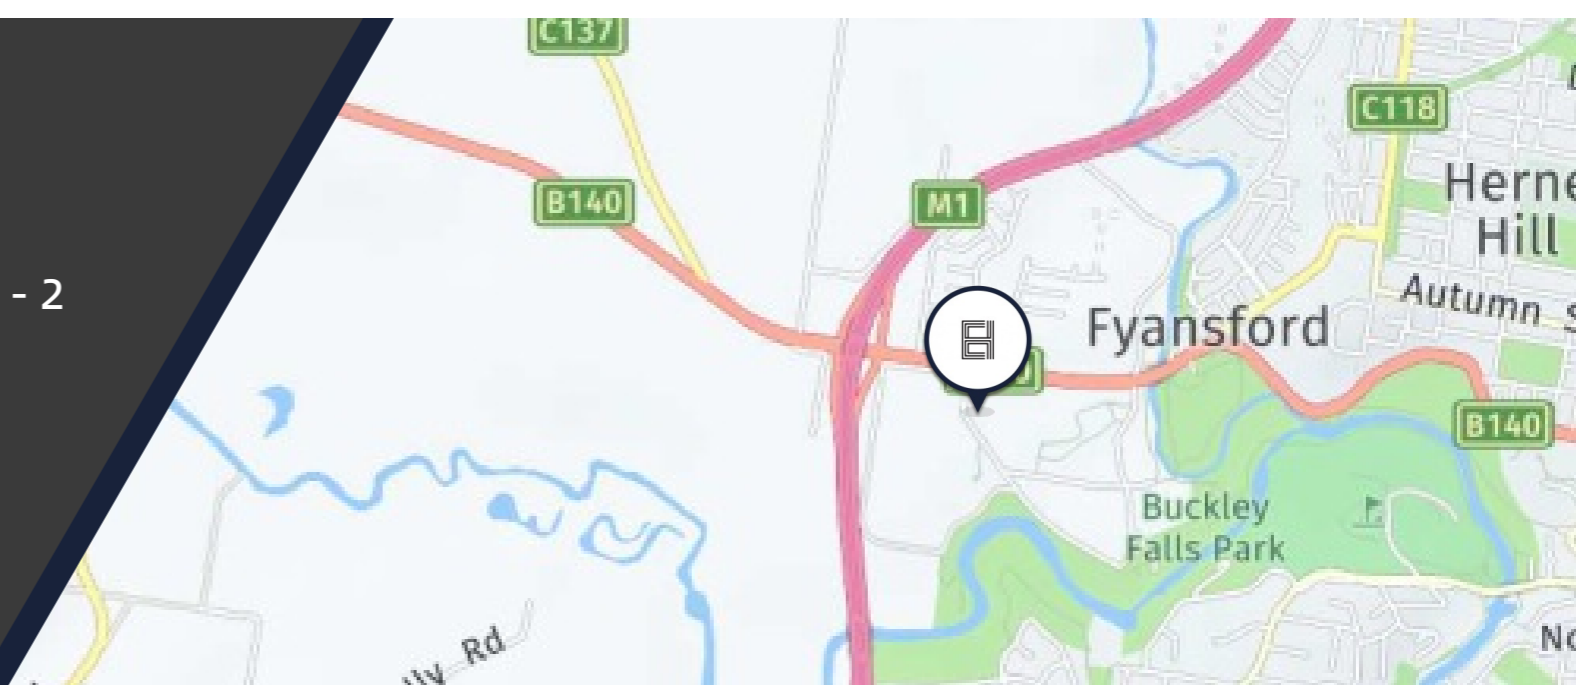 C137
C118
B140
M1
Herne
Hill
- 2
Autumn
Fyansford
B140
Buckley
Falls Park
Rd